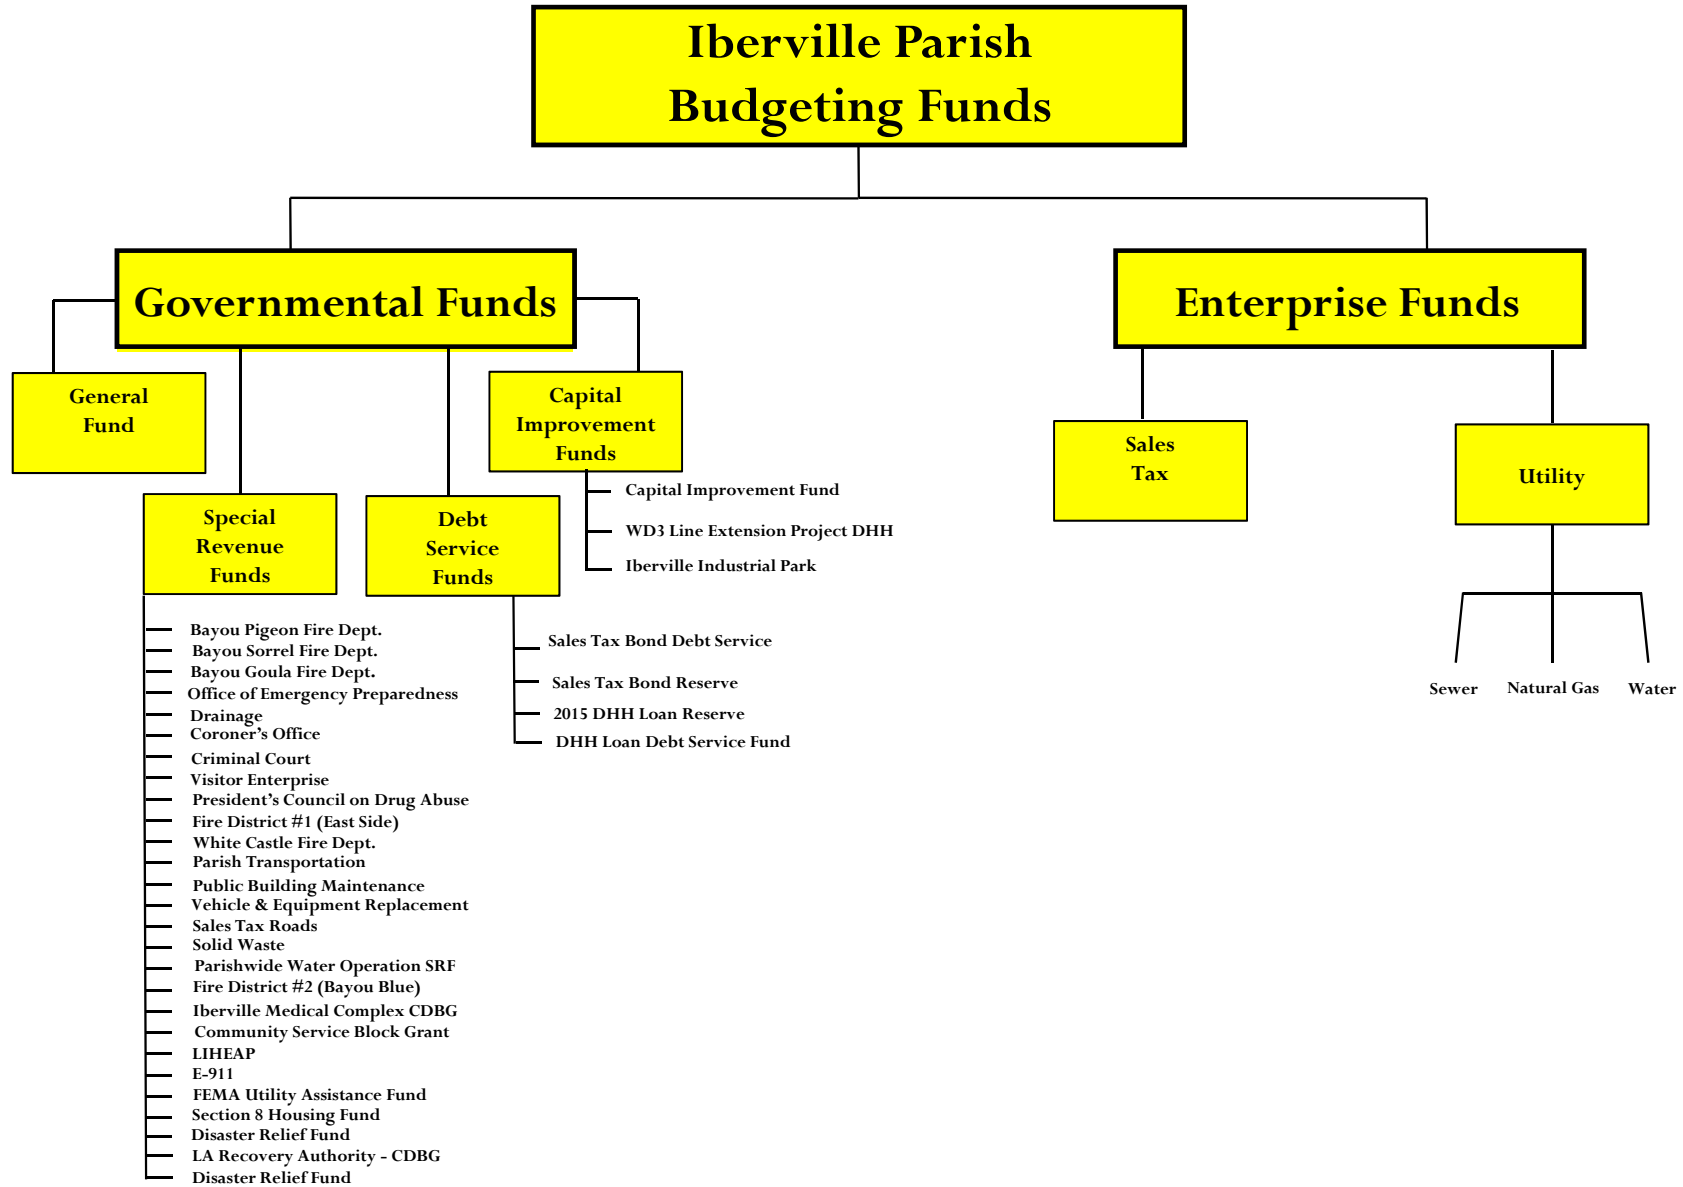 Iberville Parish
Budgeting Funds
Governmental Funds
Enterprise Funds
General
Fund
Capital
Improvement
Funds
Capital Improvement Fund
WD3 Line Extension Project DHH
Iberville Industrial Park
Special
Revenue
Funds
Bayou Pigeon Fire Dept.
Bayou Sorrel Fire Dept.
Bayou Goula Fire Dept.
Office of Emergency Preparedness
Drainage
Coroner’s Office
Criminal Court
Visitor Enterprise
President’s Council on Drug Abuse
Fire District #1 (East Side)
White Castle Fire Dept.
Parish Transportation
Public Building Maintenance
Vehicle & Equipment Replacement
Sales Tax Roads
Solid Waste
Parishwide Water Operation SRF
Fire District #2 (Bayou Blue)
Iberville Medical Complex CDBG
Community Service Block Grant
LIHEAP
E-911
FEMA Utility Assistance Fund
Section 8 Housing Fund
Disaster Relief Fund
LA Recovery Authority - CDBG
Disaster Relief Fund
Debt
Service
Funds
Sales Tax Bond Debt Service
Sales Tax Bond Reserve
2015 DHH Loan Reserve
DHH Loan Debt Service Fund
Sales
Tax
Utility
Sewer
Natural Gas
Water